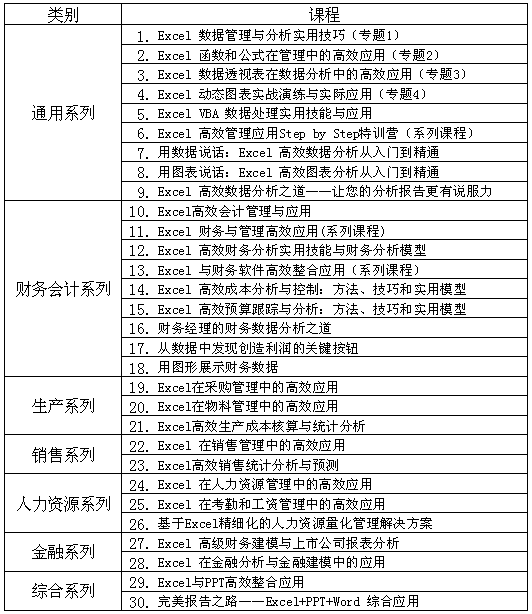 类别 课程
通用系列
1. Excel 数据管理与分析实用技巧（专题1）
2. Excel 函数和公式在管理中的高效应用（专题2）
3. Excel 数据透视表在数据分析中的高效应用（专题3）
4. Excel 动态图表实战演练与实际应用（专题4）
5. Excel VBA 数据处理实用技能与应用
6. Excel 高效管理应用Step by Step特训营（系列课程）
7. 用数据说话：Excel 高效数据分析从入门到精通
8. 用图表说话：Excel 高效图表分析从入门到精通
9. Excel 高效数据分析之道——让您的分析报告更有说服力
财务会计系列
10. Excel高效会计管理与应用
11. Excel 财务与管理高效应用(系列课程)
12. Excel 高效财务分析实用技能与财务分析模型
13. Excel 与财务软件高效整合应用（系列课程）
14. Excel 高效成本分析与控制：方法、技巧和实用模型
15. Excel 高效预算跟踪与分析：方法、技巧和实用模型
16. 财务经理的财务数据分析之道
17. 从数据中发现创造利润的关键按钮
18. 用图形展示财务数据
生产系列
19. Excel在采购管理中的高效应用
20. Excel在物料管理中的高效应用
21. Excel高效生产成本核算与统计分析
销售系列
22. Excel 在销售管理中的高效应用
23. Excel高效销售统计分析与预测
人力资源系列
24. Excel 在人力资源管理中的高效应用
25. Excel 在考勤和工资管理中的高效应用
26. 基于Excel精细化的人力资源量化管理解决方案
金融系列
27. Excel 高级财务建模与上市公司报表分析
28. Excel 在金融分析与金融建模中的应用
综合系列
29. Excel与PPT高效整合应用
30. 完美报告之路——Excel+PPT+Word 综合应用